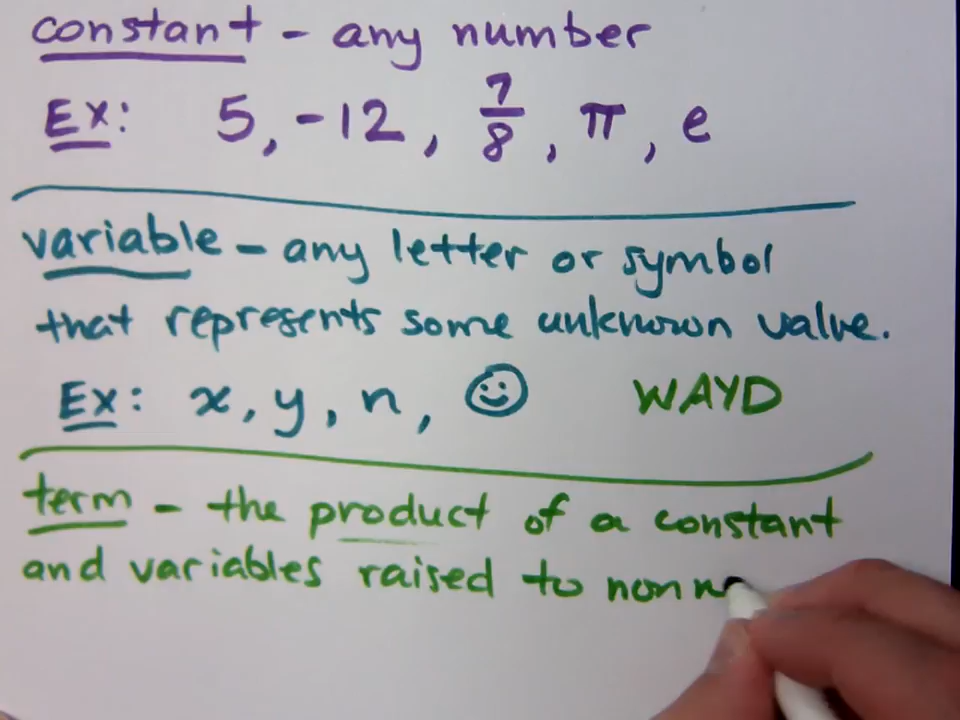 constant - any number
Ex: 5, -12, 7/8, π, e
variable - any letter or symbol
that represents some unknown value.
Ex: x, y, n, ☺ WAYD
term - the product of a constant
and variables raised to non